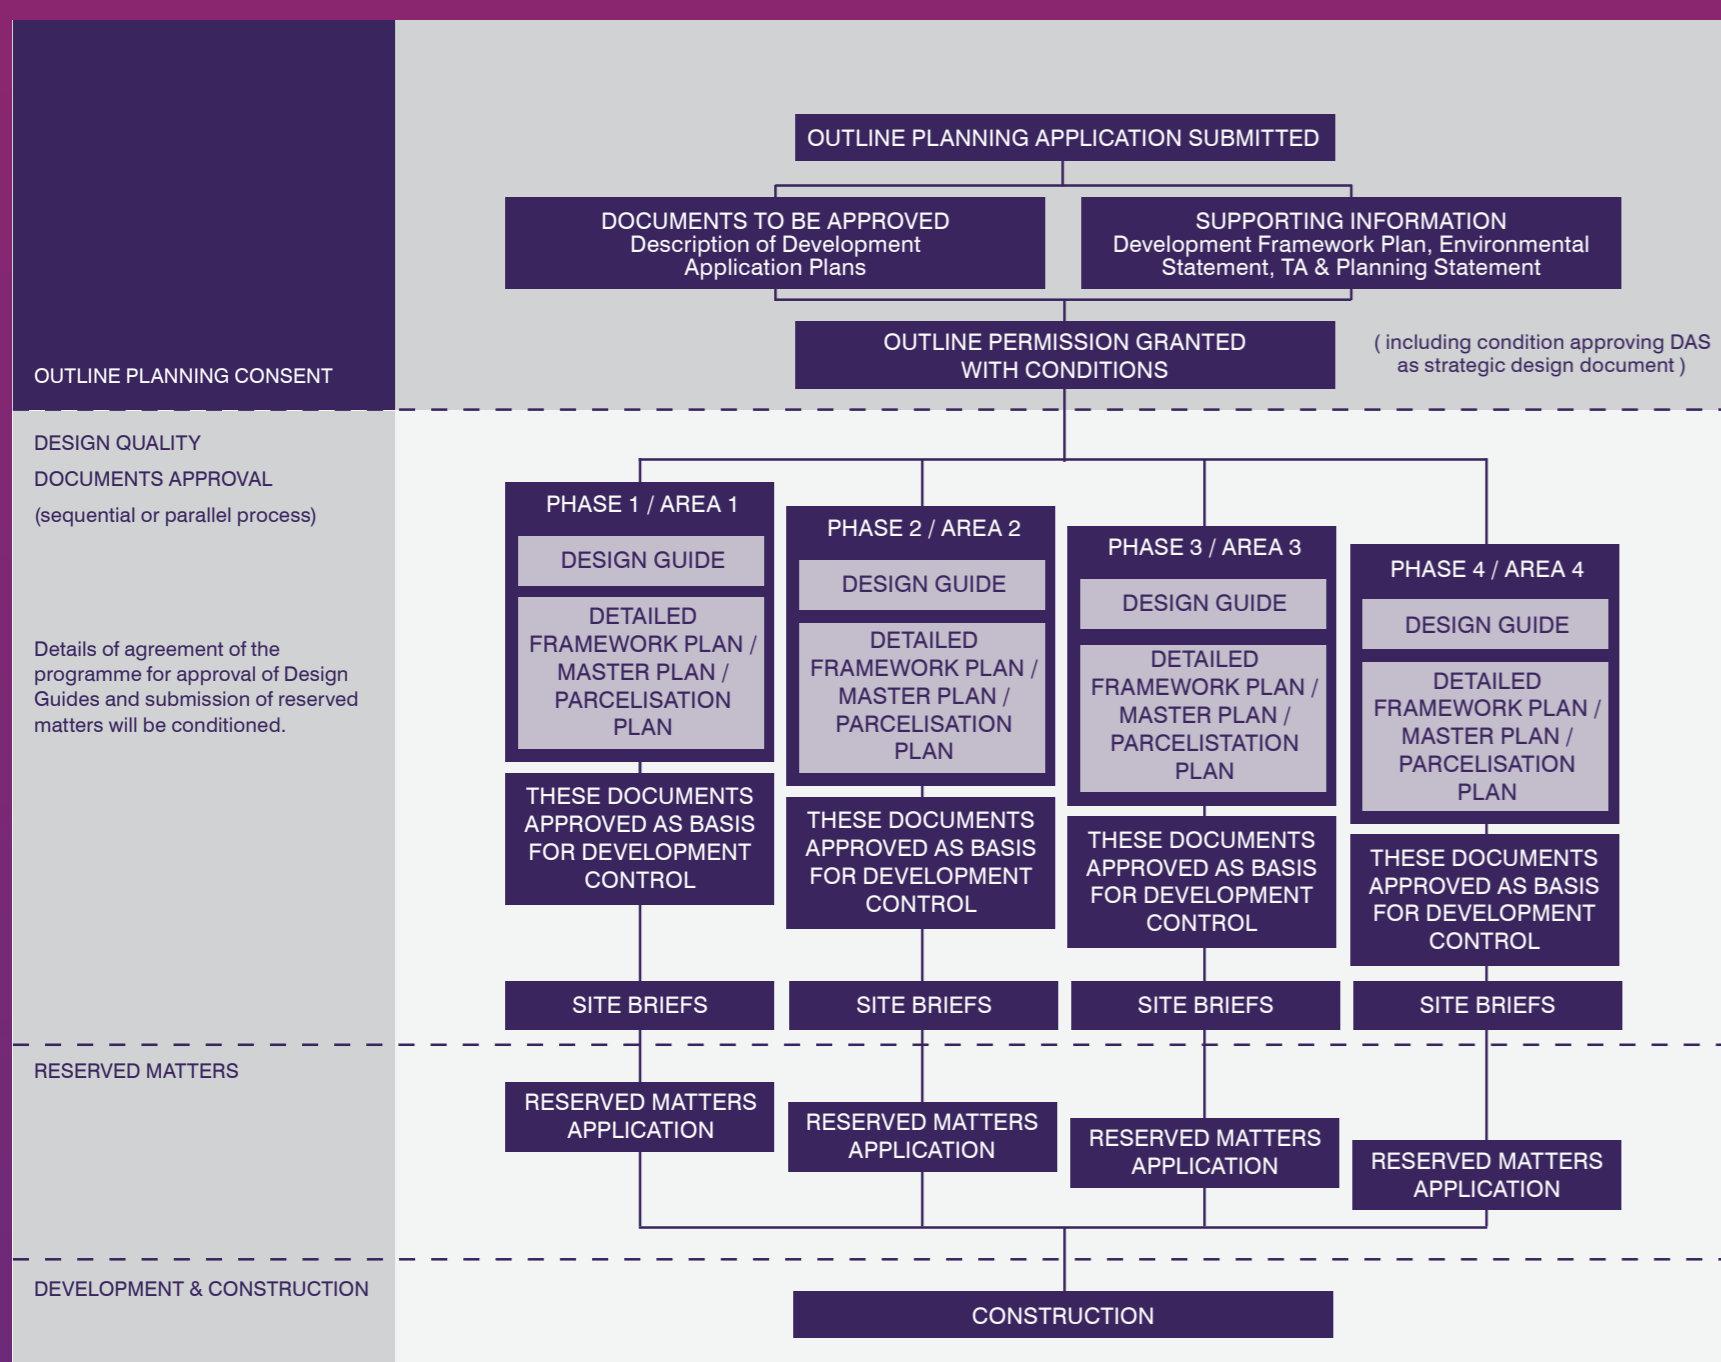 OUTLINE PLANNING APPLICATION SUBMITTED
DOCUMENTS TO BE APPROVED
Description of Development
Application Plans
SUPPORTING INFORMATION
Development Framework Plan, Environmental
Statement, TA & Planning Statement
OUTLINE PERMISSION GRANTED
WITH CONDITIONS
( including condition approving DAS
as strategic design document )
OUTLINE PLANNING CONSENT
DESIGN QUALITY
DOCUMENTS APPROVAL
(sequential or parallel process)
Details of agreement of the
programme for approval of Design
Guides and submission of reserved
matters will be conditioned.
PHASE 1 / AREA 1
DESIGN GUIDE
DETAILED
FRAMEWORK PLAN /
MASTER PLAN /
PARCELISATION
PLAN
THESE DOCUMENTS
APPROVED AS BASIS
FOR DEVELOPMENT
CONTROL
SITE BRIEFS
PHASE 2 / AREA 2
DESIGN GUIDE
DETAILED
FRAMEWORK PLAN /
MASTER PLAN /
PARCELISATION
PLAN
THESE DOCUMENTS
APPROVED AS BASIS
FOR DEVELOPMENT
CONTROL
SITE BRIEFS
PHASE 3 / AREA 3
DESIGN GUIDE
DETAILED
FRAMEWORK PLAN /
MASTER PLAN /
PARCELISTATION
PLAN
THESE DOCUMENTS
APPROVED AS BASIS
FOR DEVELOPMENT
CONTROL
SITE BRIEFS
PHASE 4 / AREA 4
DESIGN GUIDE
DETAILED
FRAMEWORK PLAN /
MASTER PLAN /
PARCELISATION
PLAN
THESE DOCUMENTS
APPROVED AS BASIS
FOR DEVELOPMENT
CONTROL
SITE BRIEFS
RESERVED MATTERS
RESERVED MATTERS
APPLICATION
RESERVED MATTERS
APPLICATION
RESERVED MATTERS
APPLICATION
RESERVED MATTERS
APPLICATION
DEVELOPMENT & CONSTRUCTION
CONSTRUCTION